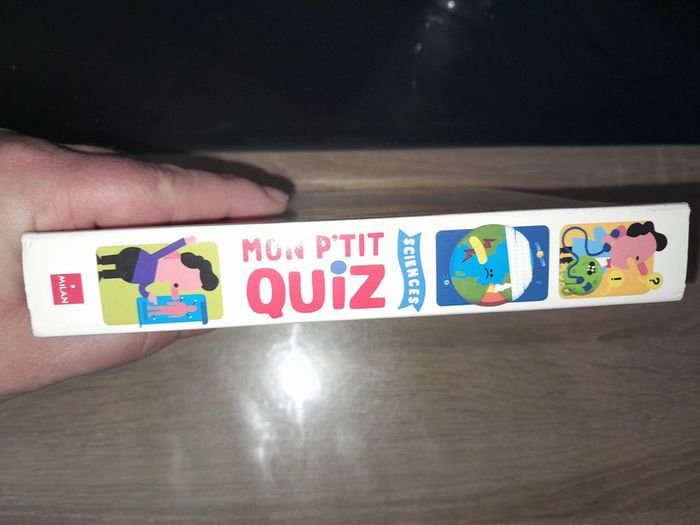 MILAN
MON P'TIT
QUIZ
SCIENCES
! ?